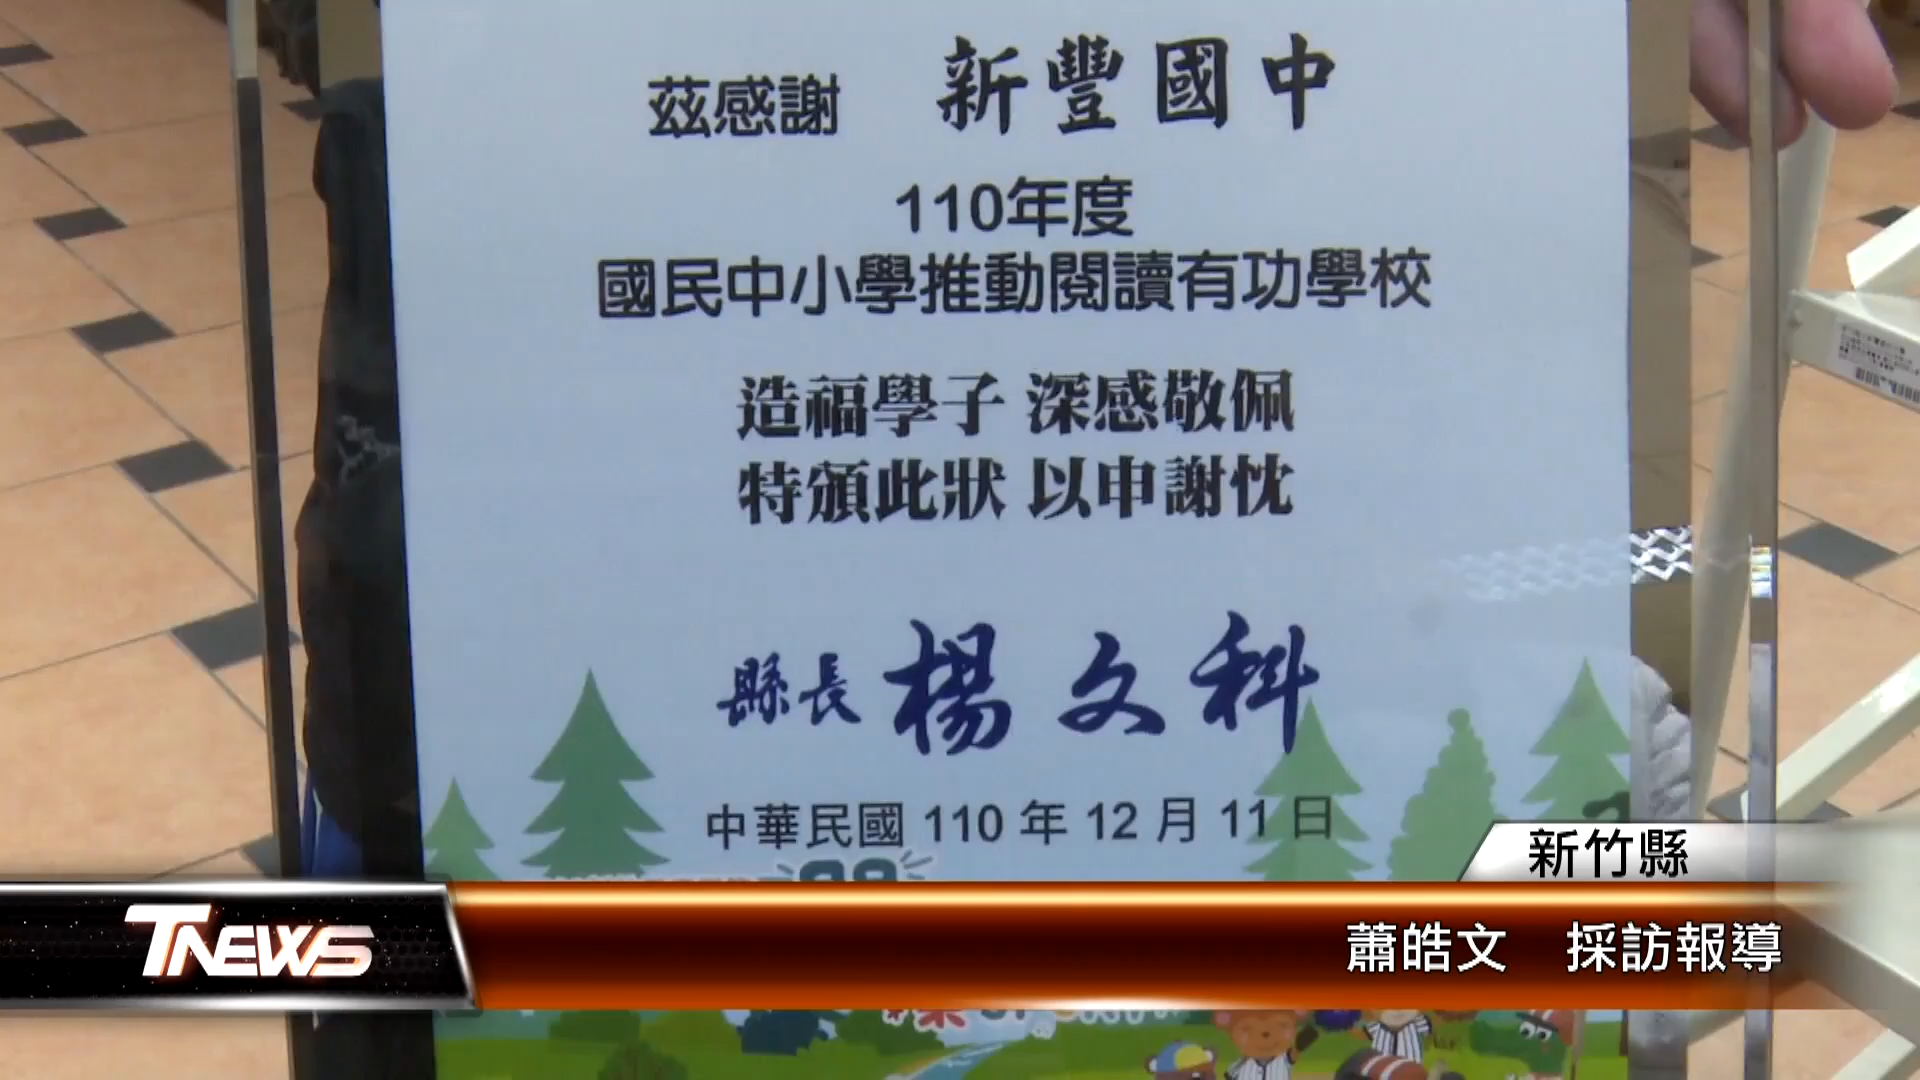 茲感謝 新豐國中
110年度
國民中小學推動閱讀有功學校
造福學子 深感敬佩
特頒此狀 以申謝忱
縣長 楊文科
中華民國 110 年 12 月 11 日
新竹縣
TNEWS
蕭皓文 採訪報導